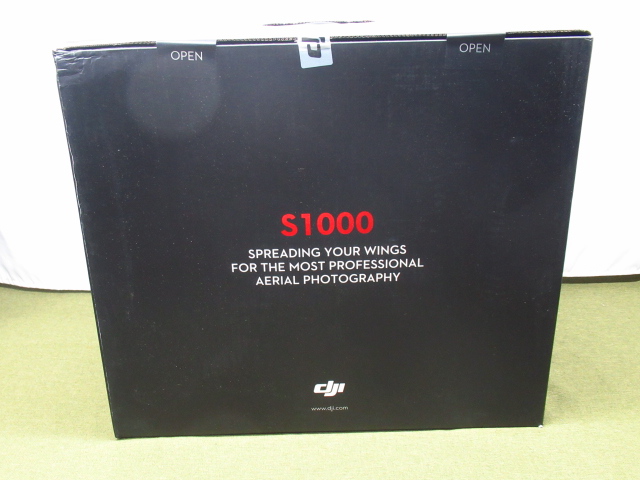 OPEN
OPEN
S1000
SPREADING YOUR WINGS
FOR THE MOST PROFESSIONAL
AERIAL PHOTOGRAPHY
dji
www.dji.com